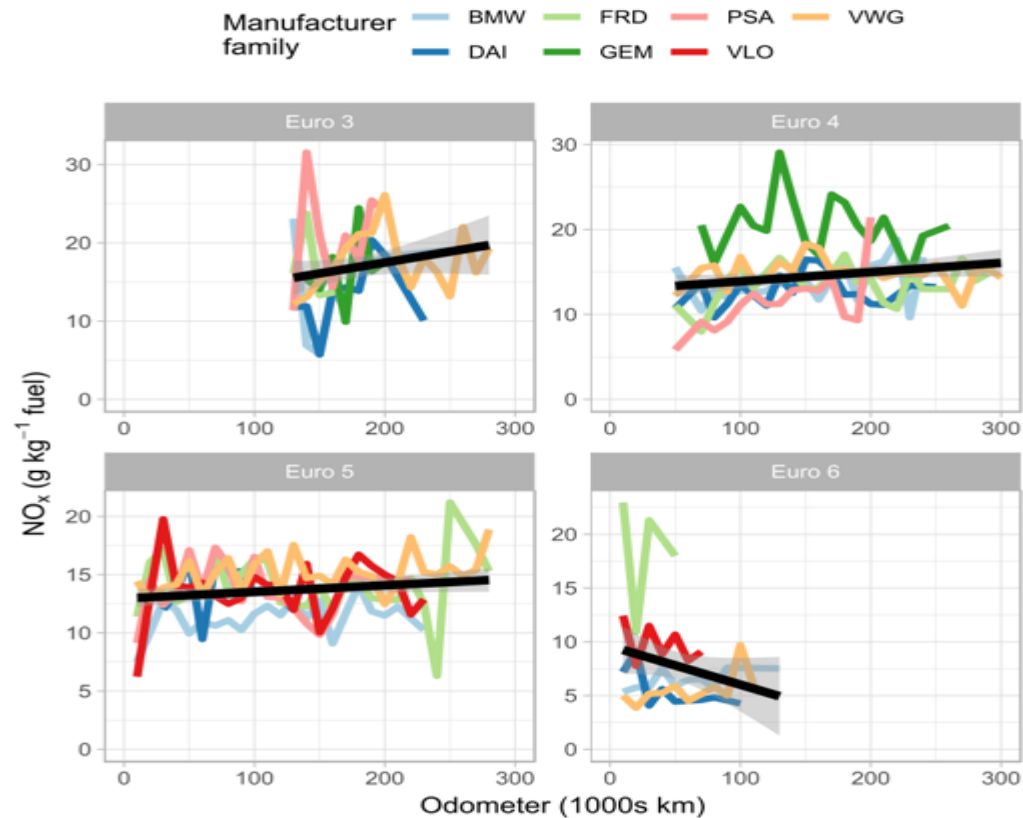 Manufacturer family
BMW FRD PSA VWG
DAI GEM VLO
Euro 3 Euro 4
30
20
10
0
30
20
10
0
0 100 200 300
0 100 200 300
NOₓ (g kg⁻¹ fuel)
Euro 5 Euro 6
20
15
10
5
0
20
15
10
5
0
0 100 200 300
0 100 200 300
Odometer (1000s km)